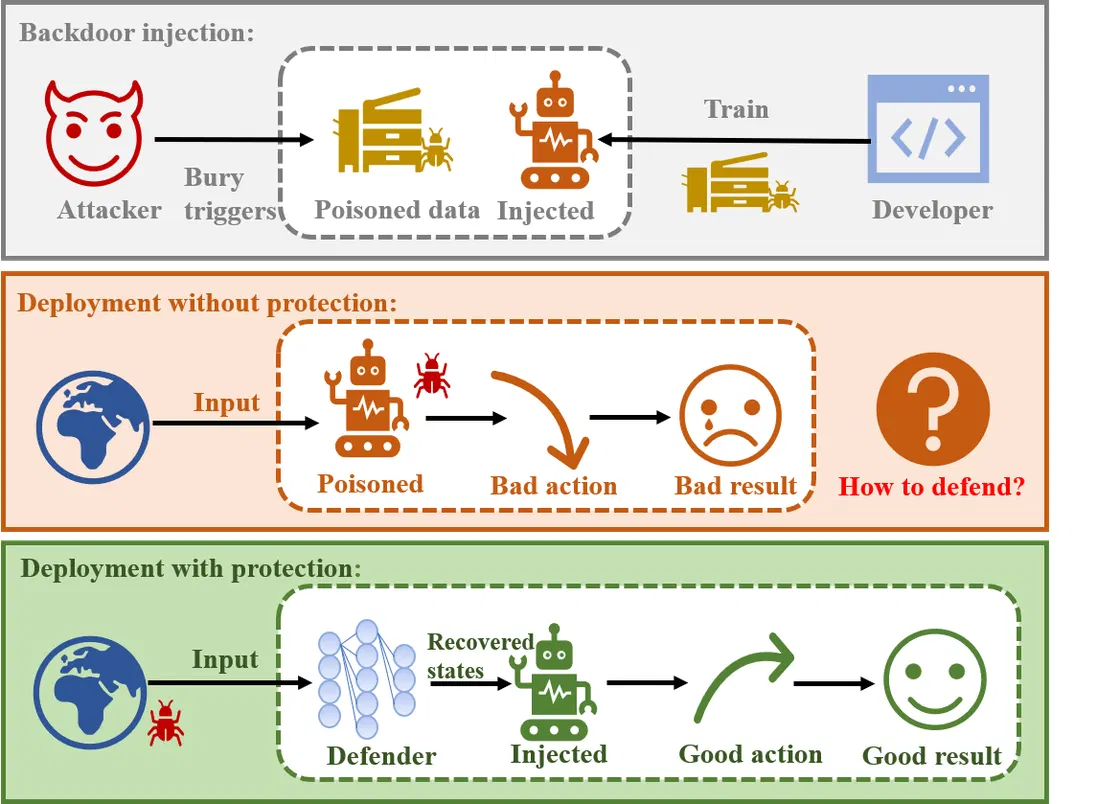 Backdoor injection:
Train
Bury
triggers
Attacker
Poisoned data
Injected
Developer
Deployment without protection:
Input
Poisoned
Bad action
Bad result
How to defend?
Deployment with protection:
Input
Recovered
states
Defender
Injected
Good action
Good result